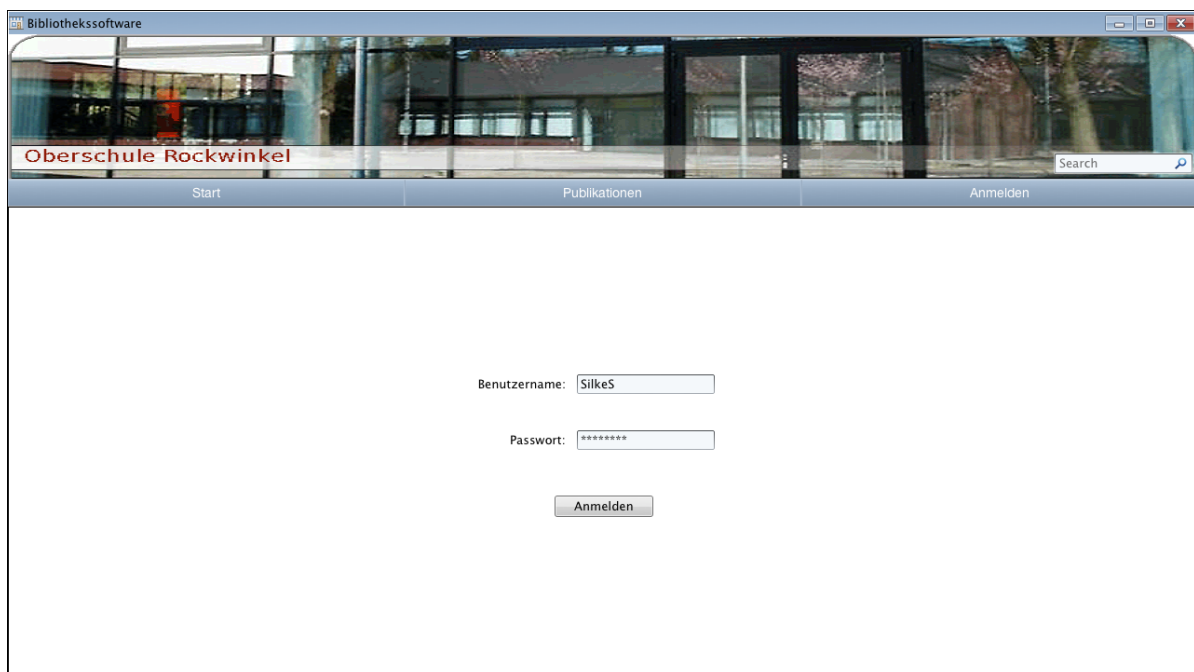 Bibliothekssoftware
Oberschule Rockwinkel
Search
Start Publikationen Anmelden
Benutzername: SilkeS
Passwort: ********
Anmelden